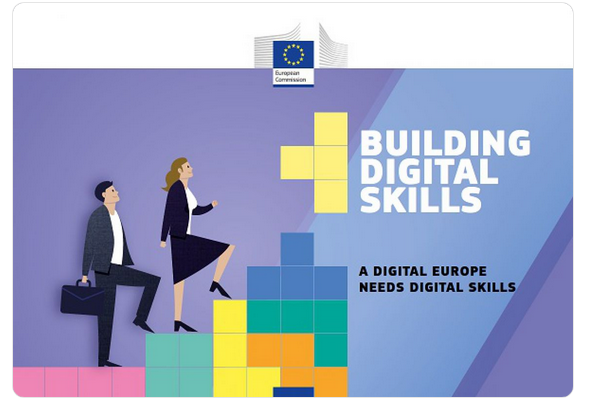 European
Commission
BUILDING
DIGITAL
SKILLS
A DIGITAL EUROPE
NEEDS DIGITAL SKILLS